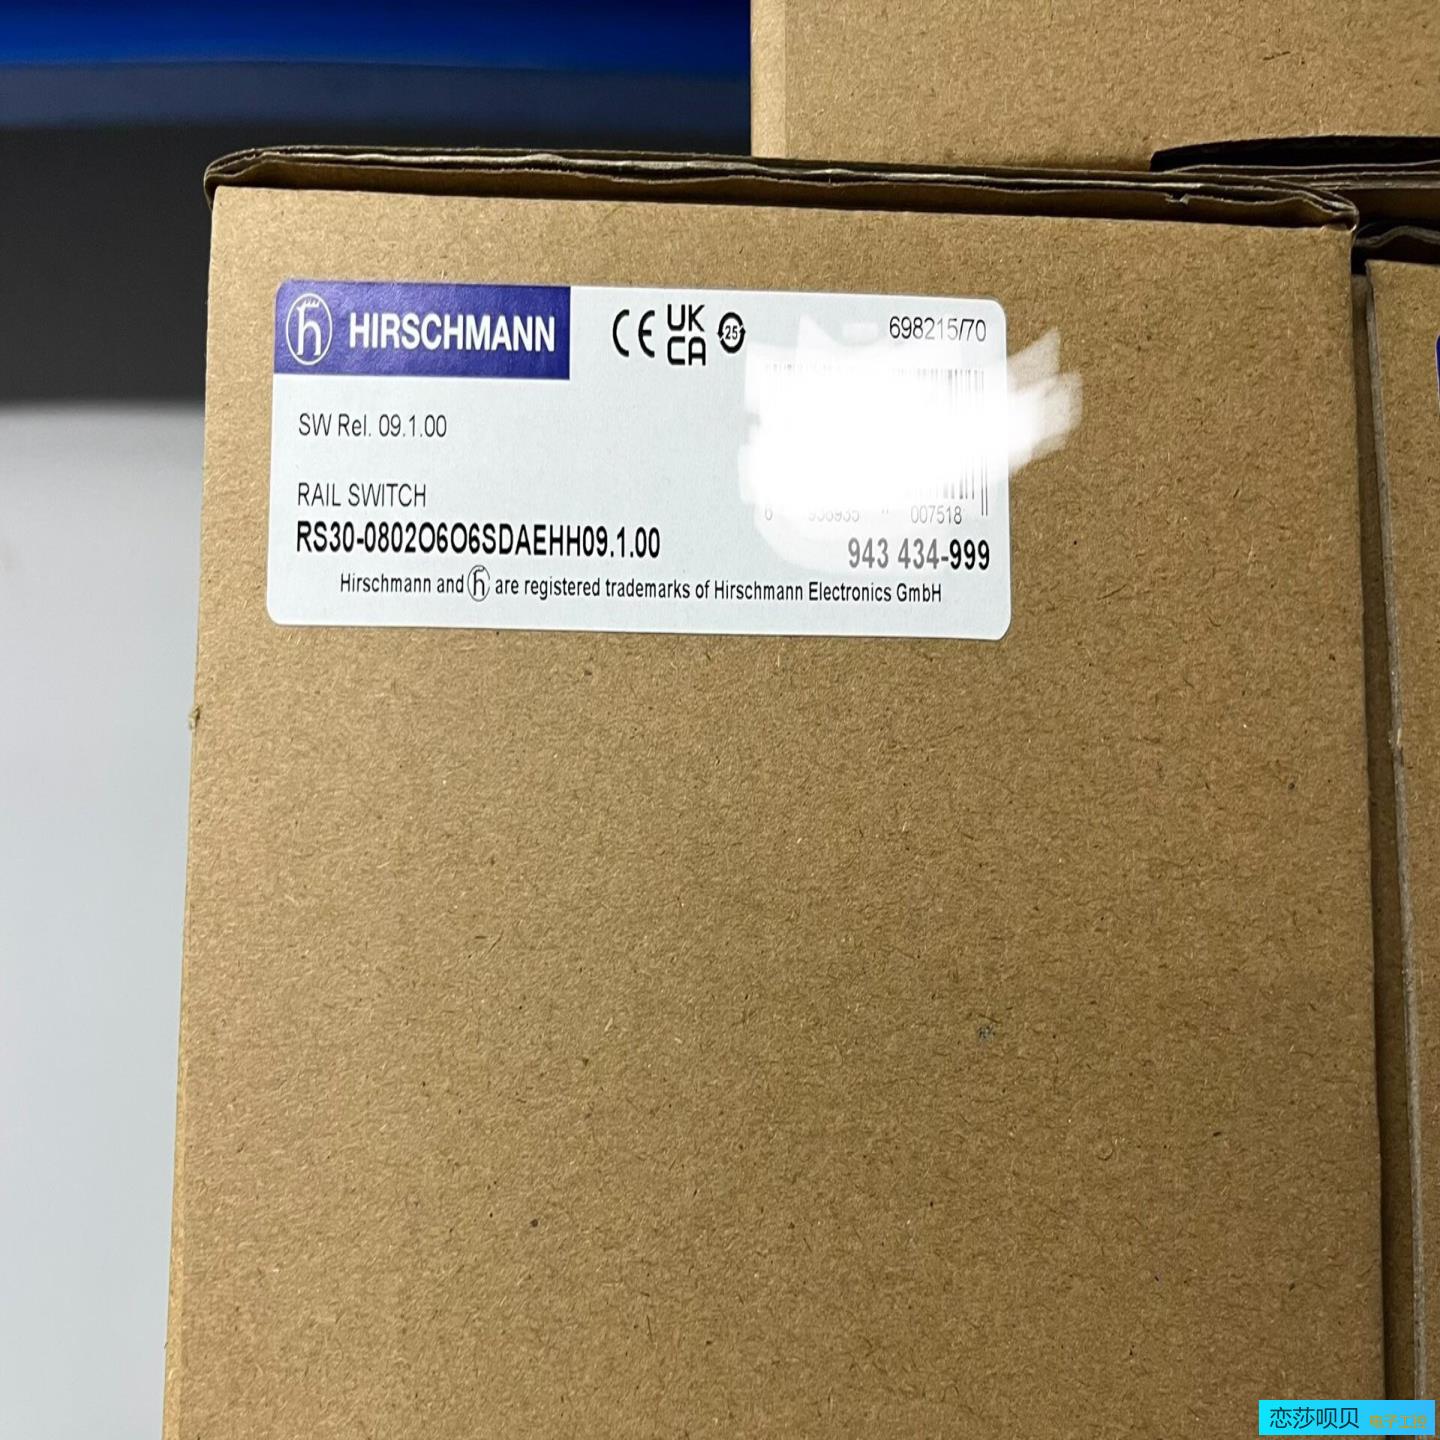 HIRSCHMANN
CE UK CA 25
698215/70
SW Rel. 09.1.00
RAIL SWITCH
007518
RS30-0802O6O6SDAEHH09.1.00
943 434-999
Hirschmann and h are registered trademarks of Hirschmann Electronics GmbH
恋莎呗贝 电子工控